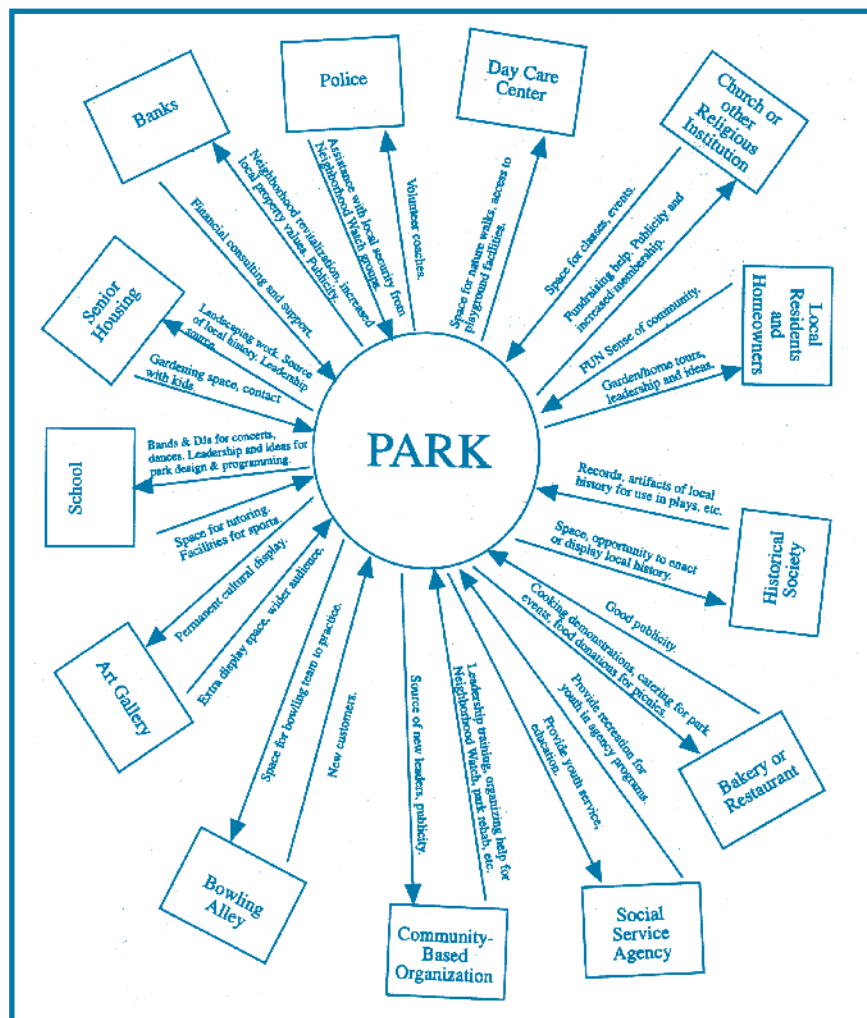 Police
Day Care
Center
Church or
other
Religious
Institution
Banks
Assistance with local security from
Neighborhood Watch groups.
Volunteer coaches.
Neighborhood revitalization, increased
local property values. Publicity.
Financial consulting and support.
Space for nature walks, access to
playground facilities.
Space for classes, events.
Fundraising help. Publicity and
increased membership.
Senior
Housing
Landscaping work. Source
of local history. Leadership
source.
Gardening space, contact
with kids.
Local
Residents
and
Homeowners
FUN Sense of community.
Garden/home tours,
leadership and ideas.
PARK
School
Bands & DJs for concerts,
dances. Leadership and ideas for
park design & programming.
Space for tutoring.
Facilities for sports.
Records, artifacts of local
history for use in plays, etc.
Space, opportunity to enact
or display local history.
Historical
Society
Art Gallery
Permanent cultural display.
Extra display space, wider audience.
Good publicity.
Cooking demonstrations, catering for park
events, food donations for picnics.
Bakery or
Restaurant
Space for bowling team to practice.
New customers.
Bowling
Alley
Source of new leaders, publicity.
Leadership training, organizing help for
Neighborhood Watch, park rehab, etc.
Community-
Based
Organization
Provide recreation for
youth in agency programs.
Provide youth service,
education.
Social
Service
Agency